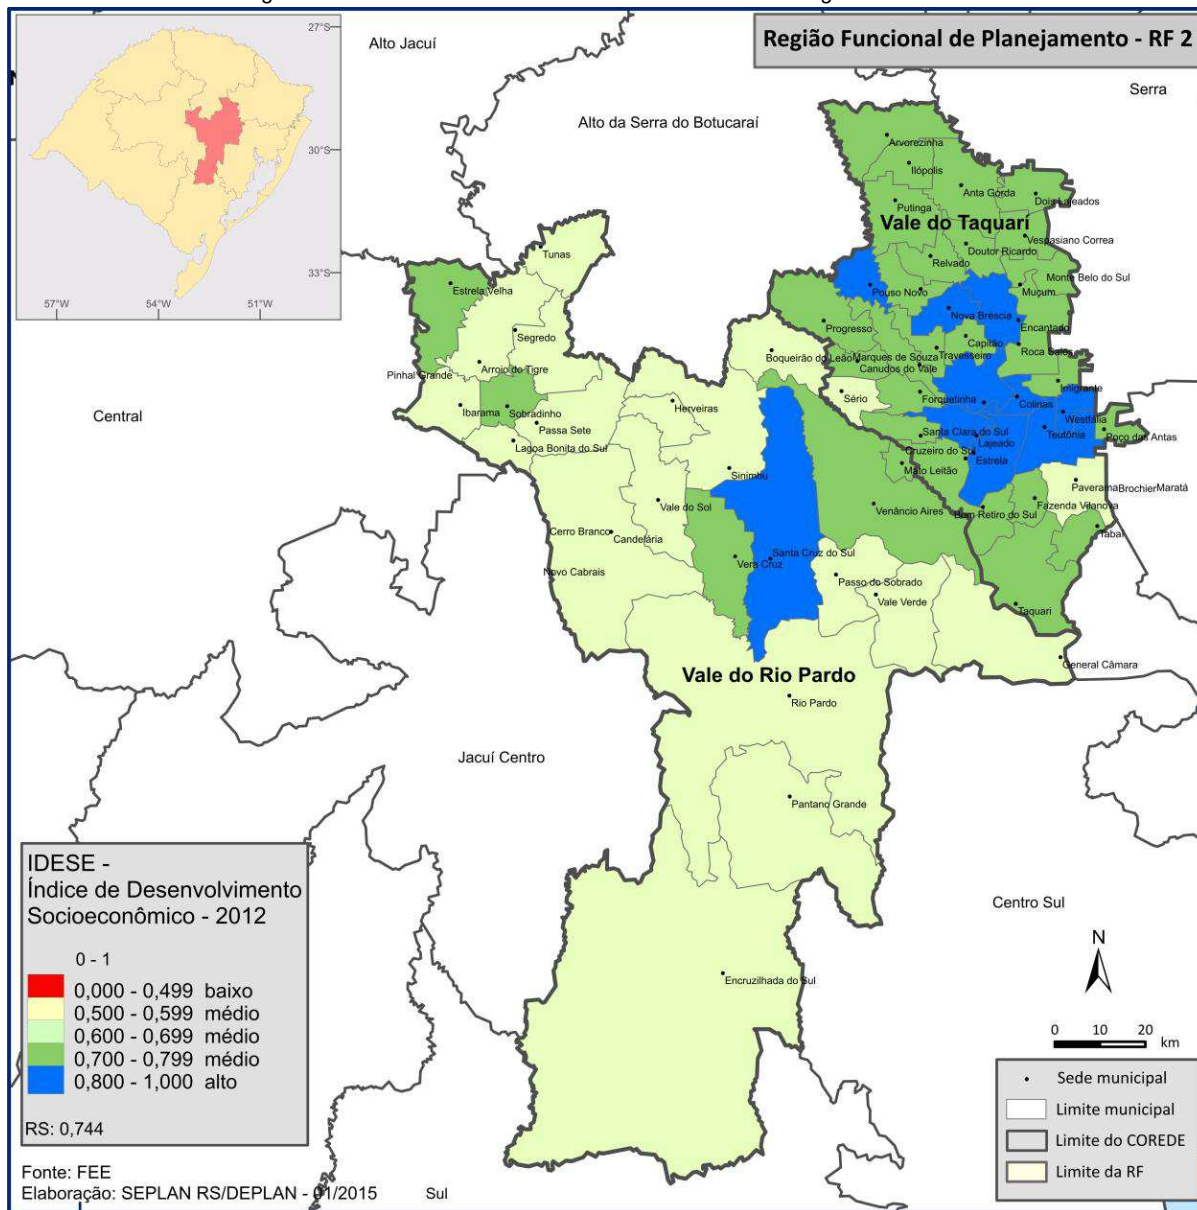 Região Funcional de Planejamento - RF 2
27°S
30°S
33°S
57°W
54°W
51°W
Alto Jacuí
Serra
Alto da Serra do Botucaraí
Central
Jacuí Centro
Centro Sul
Sul
Vale do Taquari
Arvorezinha
Ilópolis
Anta Górda
Dois Lajeados
Putinga
Vespasiano Correa
Doutor Ricardo
Relvado
Monte Belo do Sul
Pouso Novo
Muçum
Nova Bréscia
Encantado
Progresso
Capitão
Roca Sales
Travesseiro
Marques de Souza
Canudos do Vale
Boqueirão do Leão
Imigrante
Sério
Forquetinha
Colinas
Westfália
Teutônia
Poço das Antas
Santa Clara do Sul
Lajeado
Cruzeiro do Sul
Estrela
Mato Leitão
Paverama
Brochier
Maratá
Fazenda Vilanova
Bom Retiro do Sul
Tabaí
Taquari
Tunas
Estrela Velha
Segredo
Pinhal Grande
Arroio do Tigre
Ibarama
Sobradinho
Passa Sete
Lagoa Bonita do Sul
Herveiras
Sinimbu
Vale do Sol
Venâncio Aires
Cerro Branco
Candelária
Novo Cabrais
Vera Cruz
Santa Cruz do Sul
Passo do Sobrado
Vale Verde
General Câmara
Vale do Rio Pardo
Rio Pardo
Pantano Grande
Encruzilhada do Sul
IDESE -
Índice de Desenvolvimento
Socioeconômico - 2012
0 - 1
0,000 - 0,499 baixo
0,500 - 0,599 médio
0,600 - 0,699 médio
0,700 - 0,799 médio
0,800 - 1,000 alto
RS: 0,744
Fonte: FEE
Elaboração: SEPLAN RS/DEPLAN - 01/2015
N
0 10 20
km
Sede municipal
Limite municipal
Limite do COREDE
Limite da RF